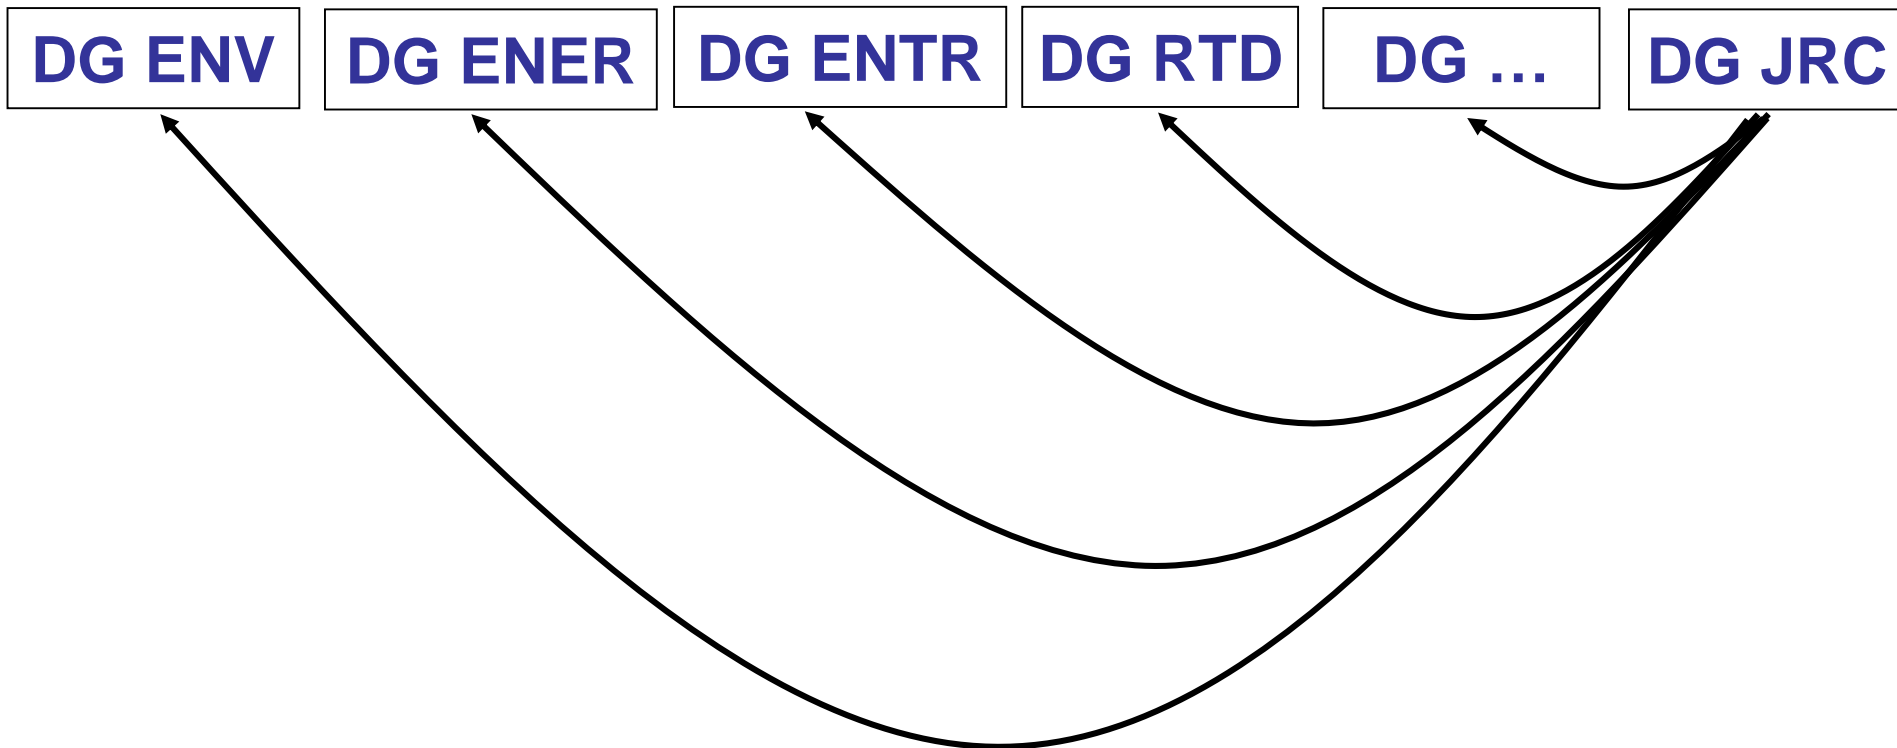 DG ENV
DG ENER
DG ENTR
DG RTD
DG ...
DG JRC